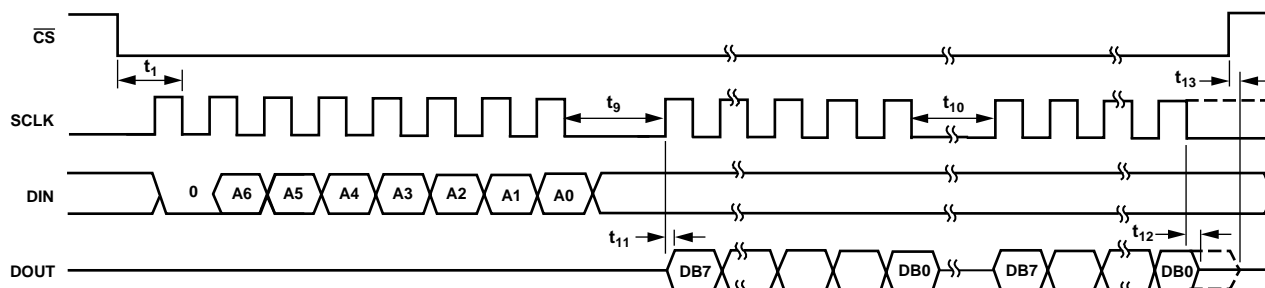 CS
t1
t13
SCLK
t9
t10
DIN
0 A6 A5 A4 A3 A2 A1 A0
t11
t12
DOUT
DB7 DB0 DB7 DB0